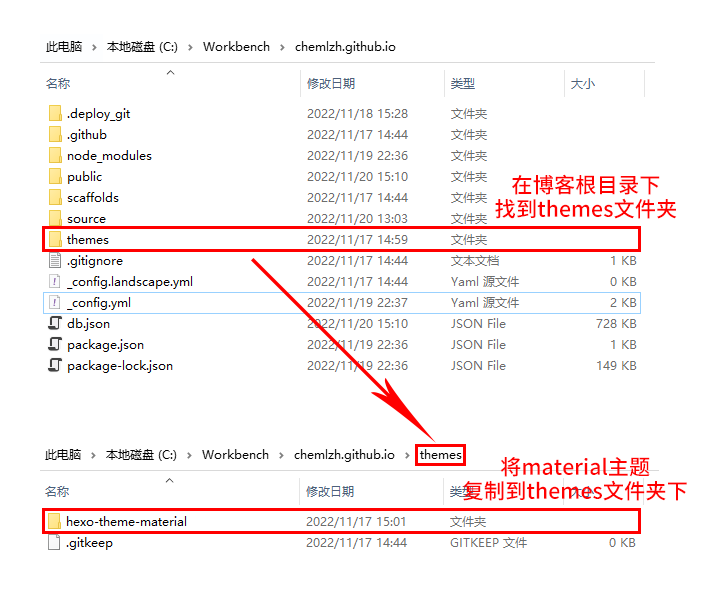 此电脑 > 本地磁盘 (C:) > Workbench > chemlzh.github.io
名称 修改日期 类型 大小
.deploy_git 2022/11/18 15:28 文件夹
.github 2022/11/17 14:44 文件夹
node_modules 2022/11/19 22:36 文件夹
public 2022/11/20 15:10 文件夹
scaffolds 2022/11/17 14:44 文件夹
source 2022/11/20 13:03 文件夹
themes 2022/11/17 14:59 文件夹
.gitignore 2022/11/17 14:44 文本文档 1 KB
_config.landscape.yml 2022/11/17 14:44 Yaml 源文件 0 KB
_config.yml 2022/11/19 22:37 Yaml 源文件 2 KB
db.json 2022/11/20 15:10 JSON File 728 KB
package.json 2022/11/19 22:36 JSON File 1 KB
package-lock.json 2022/11/19 22:36 JSON File 149 KB
在博客根目录下
找到themes文件夹
此电脑 > 本地磁盘 (C:) > Workbench > chemlzh.github.io > themes
名称 修改日期 类型 大小
hexo-theme-material 2022/11/17 15:01 文件夹
.gitkeep 2022/11/17 14:44 GITKEEP 文件 0 KB
将material主题
复制到themes文件夹下